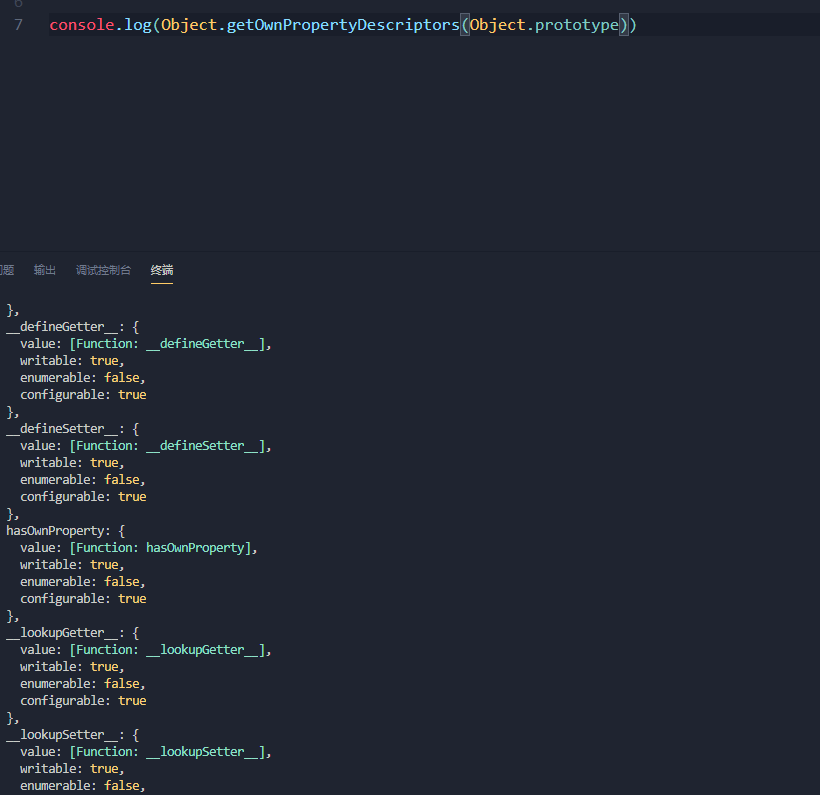 6
7 console.log(Object.getOwnPropertyDescriptors(Object.prototype))
问题 输出 调试控制台 终端
},
__defineGetter__: {
value: [Function: __defineGetter__],
writable: true,
enumerable: false,
configurable: true
},
__defineSetter__: {
value: [Function: __defineSetter__],
writable: true,
enumerable: false,
configurable: true
},
hasOwnProperty: {
value: [Function: hasOwnProperty],
writable: true,
enumerable: false,
configurable: true
},
__lookupGetter__: {
value: [Function: __lookupGetter__],
writable: true,
enumerable: false,
configurable: true
},
__lookupSetter__: {
value: [Function: __lookupSetter__],
writable: true,
enumerable: false,